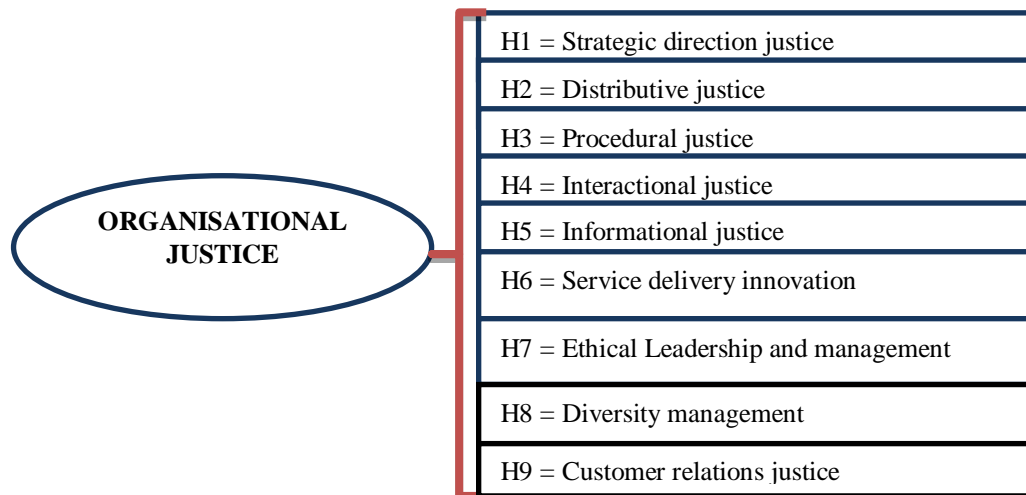 ORGANISATIONAL
JUSTICE
H1 = Strategic direction justice
H2 = Distributive justice
H3 = Procedural justice
H4 = Interactional justice
H5 = Informational justice
H6 = Service delivery innovation
H7 = Ethical Leadership and management
H8 = Diversity management
H9 = Customer relations justice